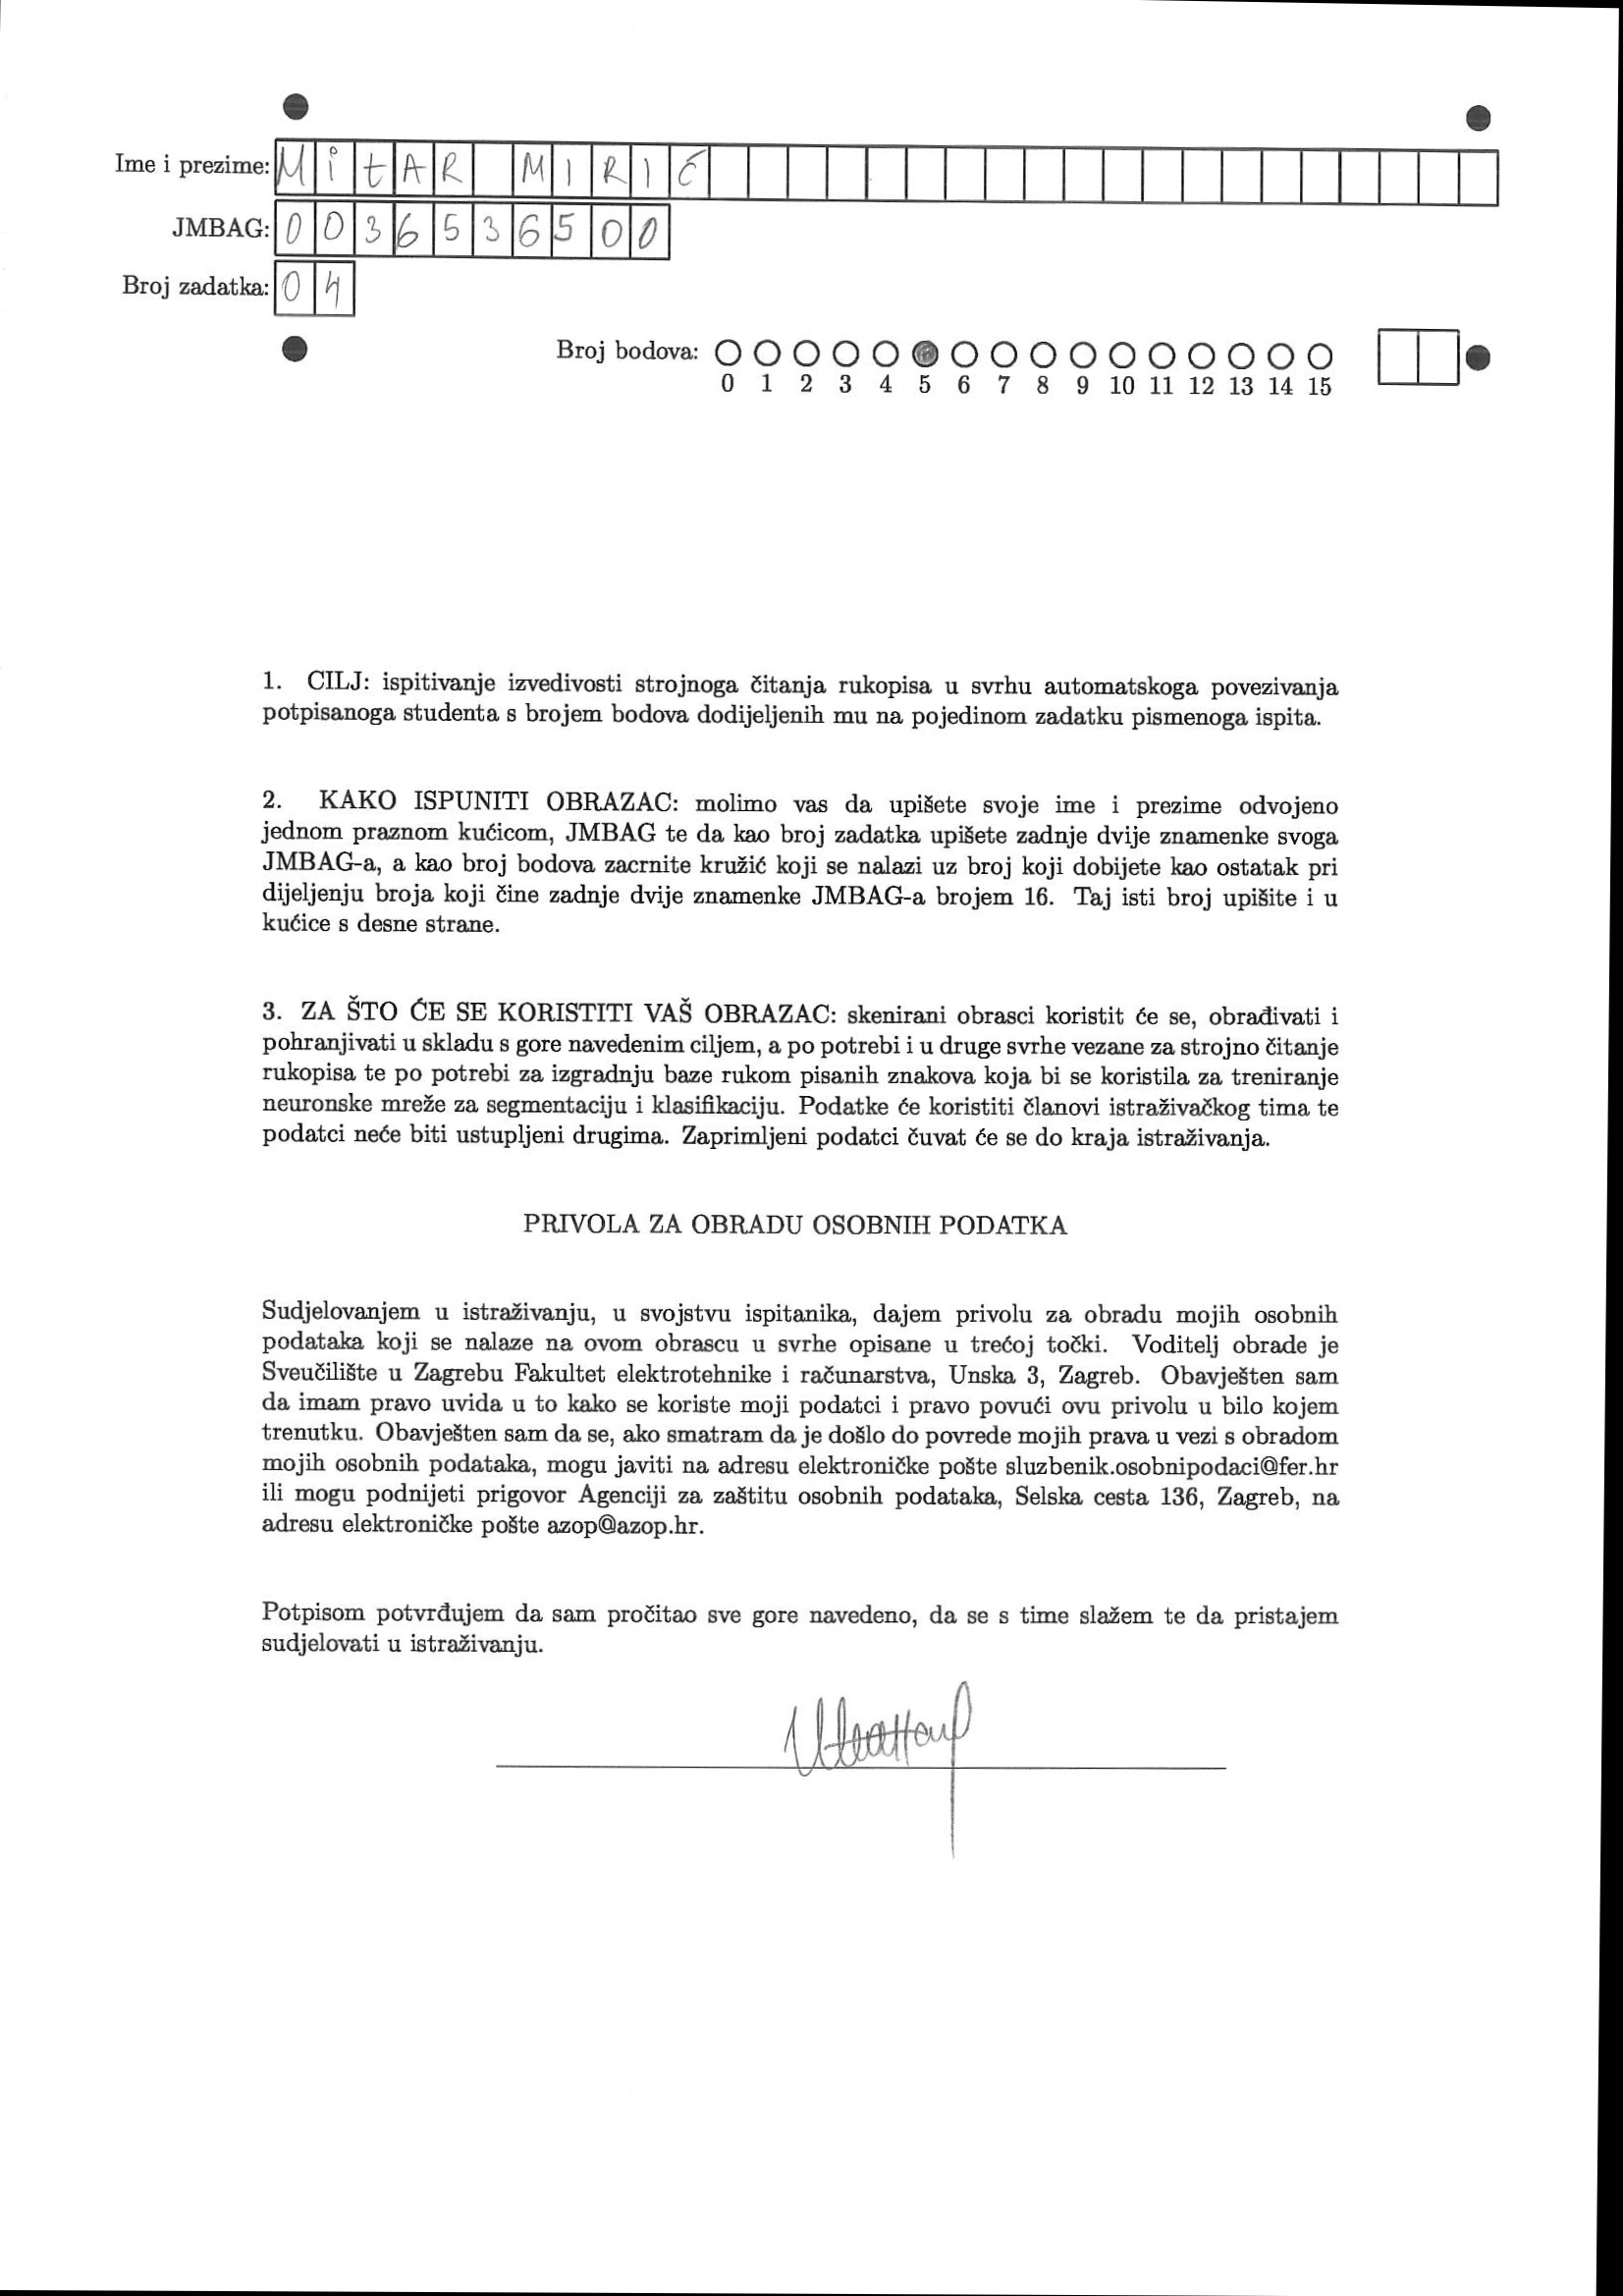 Ime i prezime: MitAR MIRIĆ
JMBAG: 0036536500
Broj zadatka: 04
Broj bodova:
0 1 2 3 4 5 6 7 8 9 10 11 12 13 14 15
1. CILJ: ispitivanje izvedivosti strojnoga čitanja rukopisa u svrhu automatskoga povezivanja
potpisanoga studenta s brojem bodova dodijeljenih mu na pojedinom zadatku pismenoga ispita.
2. KAKO ISPUNITI OBRAZAC: molimo vas da upišete svoje ime i prezime odvojeno
jednom praznom kućicom, JMBAG te da kao broj zadatka upišete zadnje dvije znamenke svoga
JMBAG-a, a kao broj bodova zacrnite kružić koji se nalazi uz broj koji dobijete kao ostatak pri
dijeljenju broja koji čine zadnje dvije znamenke JMBAG-a brojem 16. Taj isti broj upišite i u
kućice s desne strane.
3. ZA ŠTO ĆE SE KORISTITI VAŠ OBRAZAC: skenirani obrasci koristit će se, obrađivati i
pohranjivati u skladu s gore navedenim ciljem, a po potrebi i u druge svrhe vezane za strojno čitanje
rukopisa te po potrebi za izgradnju baze rukom pisanih znakova koja bi se koristila za treniranje
neuronske mreže za segmentaciju i klasifikaciju. Podatke će koristiti članovi istraživačkog tima te
podatci neće biti ustupljeni drugima. Zaprimljeni podatci čuvat će se do kraja istraživanja.
PRIVOLA ZA OBRADU OSOBNIH PODATKA
Sudjelovanjem u istraživanju, u svojstvu ispitanika, dajem privolu za obradu mojih osobnih
podataka koji se nalaze na ovom obrascu u svrhe opisane u trećoj točki. Voditelj obrade je
Sveučilište u Zagrebu Fakultet elektrotehnike i računarstva, Unska 3, Zagreb. Obavješten sam
da imam pravo uvida u to kako se koriste moji podatci i pravo povući ovu privolu u bilo kojem
trenutku. Obavješten sam da se, ako smatram da je došlo do povrede mojih prava u vezi s obradom
mojih osobnih podataka, mogu javiti na adresu elektroničke pošte sluzbenik.osobnipodaci@fer.hr
ili mogu podnijeti prigovor Agenciji za zaštitu osobnih podataka, Selska cesta 136, Zagreb, na
adresu elektroničke pošte azop@azop.hr.
Potpisom potvrđujem da sam pročitao sve gore navedeno, da se s time slažem te da pristajem
sudjelovati u istraživanju.